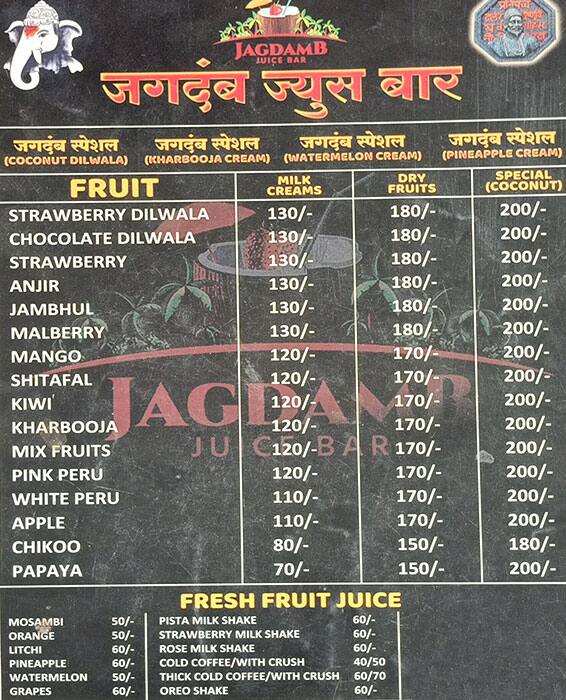 JAGDAMB
JUICE BAR
जगदंब ज्युस बार
जगदंब स्पेशल जगदंब स्पेशल जगदंब स्पेशल जगदंब स्पेशल
(COCONUT DILWALA) (KHARBOOJA CREAM) (WATERMELON CREAM) (PINEAPPLE CREAM)
FRUIT MILK CREAMS DRY FRUITS SPECIAL (COCONUT)
STRAWBERRY DILWALA 130/- 180/- 200/-
CHOCOLATE DILWALA 130/- 180/- 200/-
STRAWBERRY 130/- 180/- 200/-
ANJIR 130/- 180/- 200/-
JAMBHUL 130/- 180/- 200/-
MALBERRY 130/- 180/- 200/-
MANGO 120/- 170/- 200/-
SHITAFAL 120/- 170/- 200/-
KIWI 120/- 170/- 200/-
KHARBOOJA 120/- 170/- 200/-
MIX FRUITS 120/- 170/- 200/-
PINK PERU 120/- 170/- 200/-
WHITE PERU 110/- 170/- 200/-
APPLE 110/- 170/- 200/-
CHIKOO 80/- 150/- 180/-
PAPAYA 70/- 150/- 200/-
JAGDAMB
JUICE BAR
FRESH FRUIT JUICE
MOSAMBI 50/- PISTA MILK SHAKE 60/-
ORANGE 50/- STRAWBERRY MILK SHAKE 60/-
LITCHI 60/- ROSE MILK SHAKE 60/-
PINEAPPLE 60/- COLD COFFEE/WITH CRUSH 40/50
WATERMELON 50/- THICK COLD COFFEE/WITH CRUSH 60/70
GRAPES 60/- OREO SHAKE 60/-